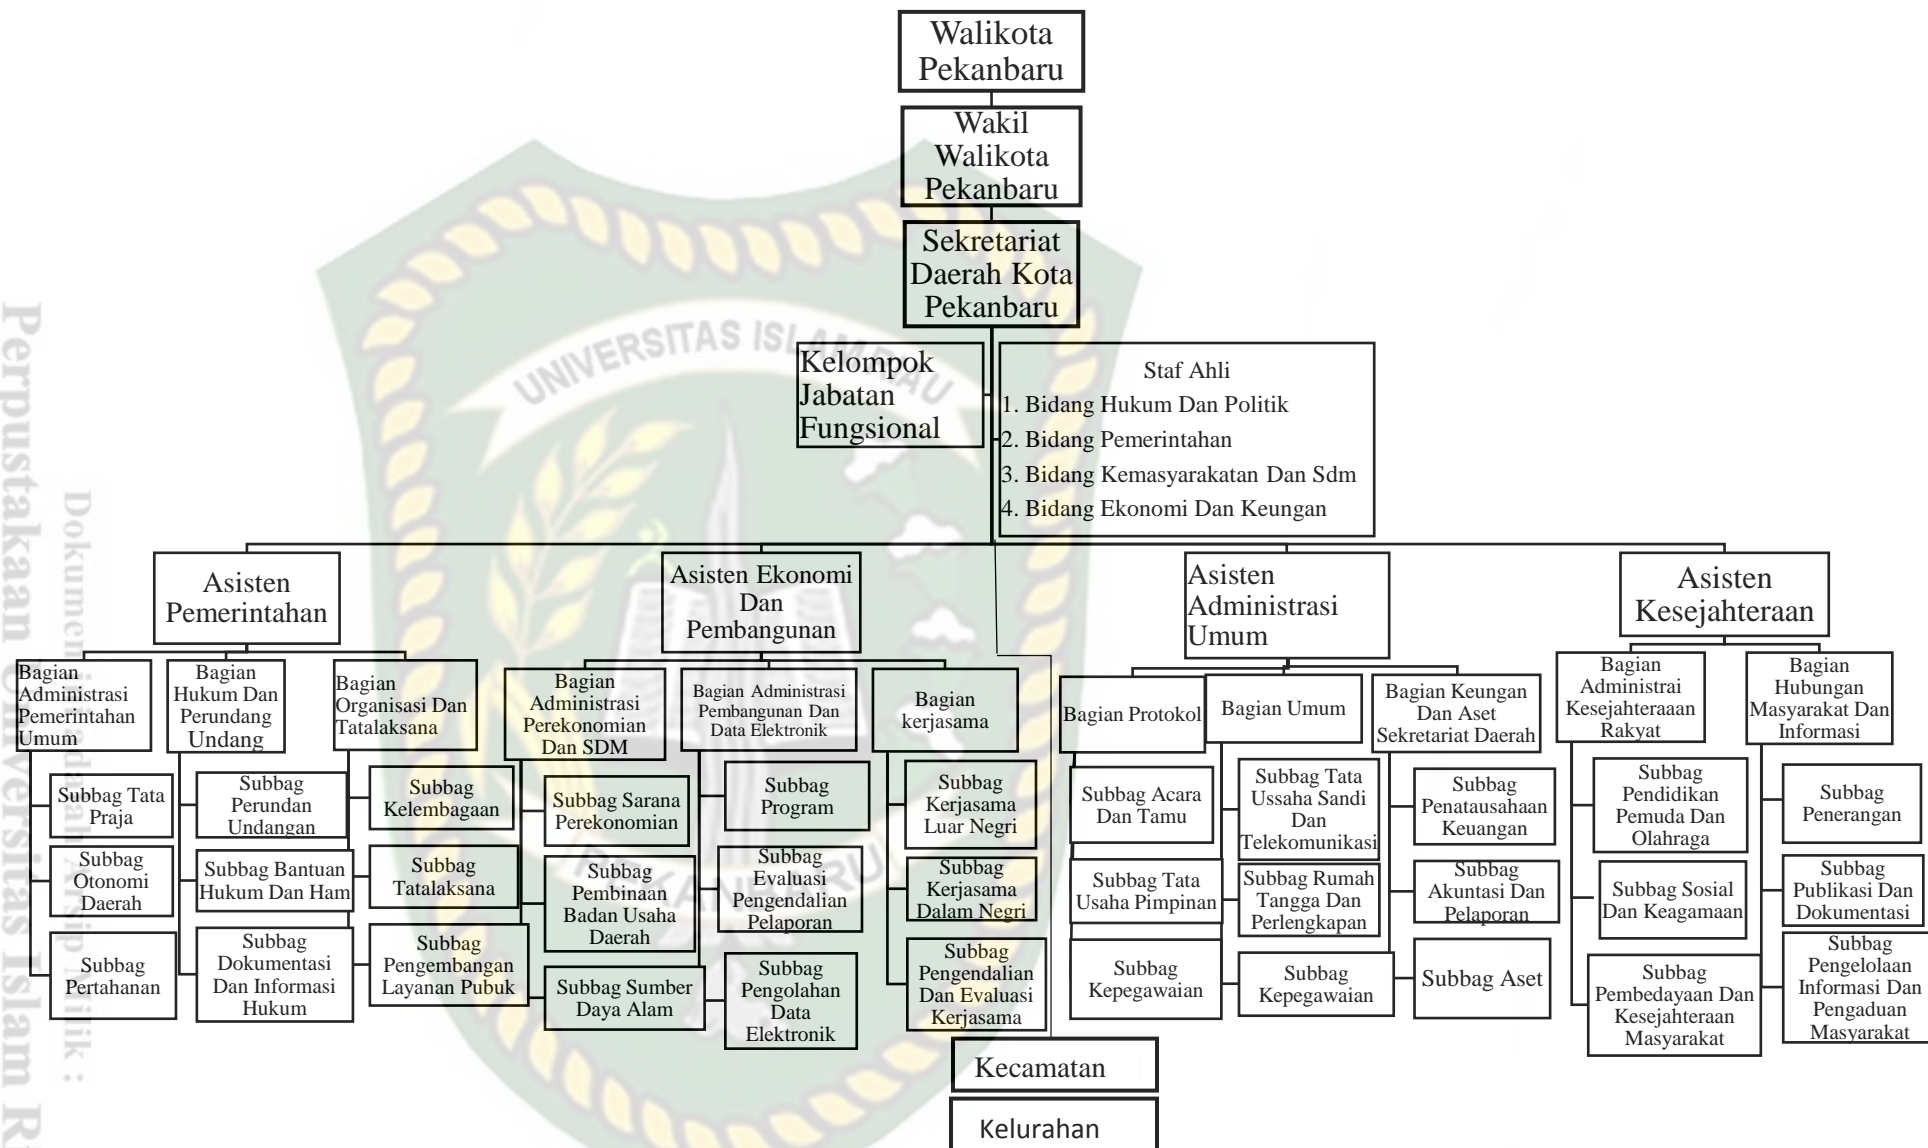 Walikota
Pekanbaru
Wakil
Walikota
Pekanbaru
Sekretariat
Daerah Kota
Pekanbaru
Kelompok
Jabatan
Fungsional
Staf Ahli
1. Bidang Hukum Dan Politik
2. Bidang Pemerintahan
3. Bidang Kemasyarakatan Dan Sdm
4. Bidang Ekonomi Dan Keungan
Asisten
Pemerintahan
Asisten Ekonomi
Dan
Pembangunan
Asisten
Administrasi
Umum
Asisten
Kesejahteraan
Bagian
Administrasi
Pemerintahan
Umum
Bagian
Hukum Dan
Perundang
Undang
Bagian
Organisasi Dan
Tatalaksana
Bagian
Administrasi
Perekonomian
Dan SDM
Bagian Administrasi
Pembangunan Dan
Data Elektronik
Bagian
kerjasama
Bagian Protokol
Bagian Umum
Bagian Keungan
Dan Aset
Sekretariat Daerah
Bagian
Administrai
Kesejahteraaan
Rakyat
Bagian
Hubungan
Masyarakat Dan
Informasi
Subbag Tata
Praja
Subbag
Otonomi
Daerah
Subbag
Pertahanan
Subbag
Perundan
Undangan
Subbag Bantuan
Hukum Dan Ham
Subbag
Dokumentasi
Dan Informasi
Hukum
Subbag
Kelembagaan
Subbag
Tatalaksana
Subbag
Pengembangan
Layanan Pubuk
Subbag Sarana
Perekonomian
Subbag
Pembinaan
Badan Usaha
Daerah
Subbag Sumber
Daya Alam
Subbag
Program
Subbag
Evaluasi
Pengendalian
Pelaporan
Subbag
Pengolahan
Data
Elektronik
Subbag
Kerjasama
Luar Negri
Subbag
Kerjasama
Dalam Negri
Subbag
Pengendalian
Dan Evaluasi
Kerjasama
Subbag Acara
Dan Tamu
Subbag Tata
Usaha Pimpinan
Subbag
Kepegawaian
Subbag Tata
Ussaha Sandi
Dan
Telekomunikasi
Subbag Rumah
Tangga Dan
Perlengkapan
Subbag
Kepegawaian
Subbag
Penatausahaan
Keuangan
Subbag
Akuntasi Dan
Pelaporan
Subbag Aset
Subbag
Pendidikan
Pemuda Dan
Olahraga
Subbag Sosial
Dan Keagamaan
Subbag
Pembedayaan Dan
Kesejahteraan
Masyarakat
Subbag
Penerangan
Subbag
Publikasi Dan
Dokumentasi
Subbag
Pengelolaan
Informasi Dan
Pengaduan
Masyarakat
Kecamatan
Kelurahan
UNIVERSITAS ISLAM RIAU
PEKANBARU
Dokumen ini adalah Arsip Milik :
Perpustakaan Universitas Islam